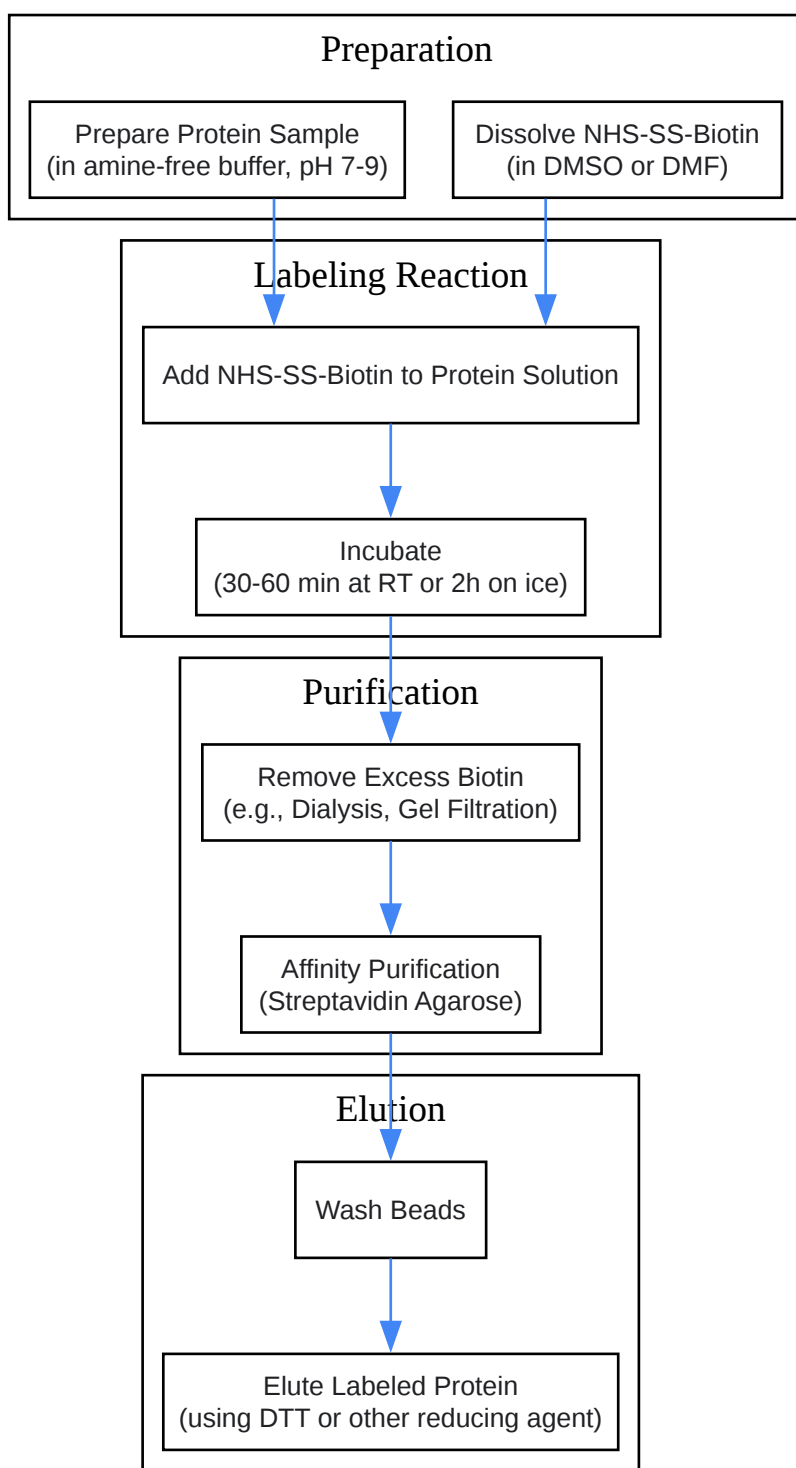 Preparation
Prepare Protein Sample
(in amine-free buffer, pH 7-9)
Dissolve NHS-SS-Biotin
(in DMSO or DMF)
Labeling Reaction
Add NHS-SS-Biotin to Protein Solution
Incubate
(30-60 min at RT or 2h on ice)
Purification
Remove Excess Biotin
(e.g., Dialysis, Gel Filtration)
Affinity Purification
(Streptavidin Agarose)
Elution
Wash Beads
Elute Labeled Protein
(using DTT or other reducing agent)